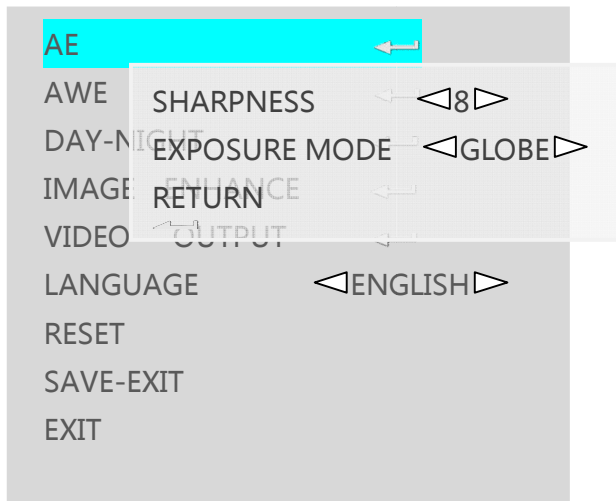 AE
AWE
DAY-NIGHT
IMAGE ENHANCE
VIDEO OUTPUT
LANGUAGE ENGLISH
RESET
SAVE-EXIT
EXIT
SHARPNESS 8
EXPOSURE MODE GLOBE
RETURN